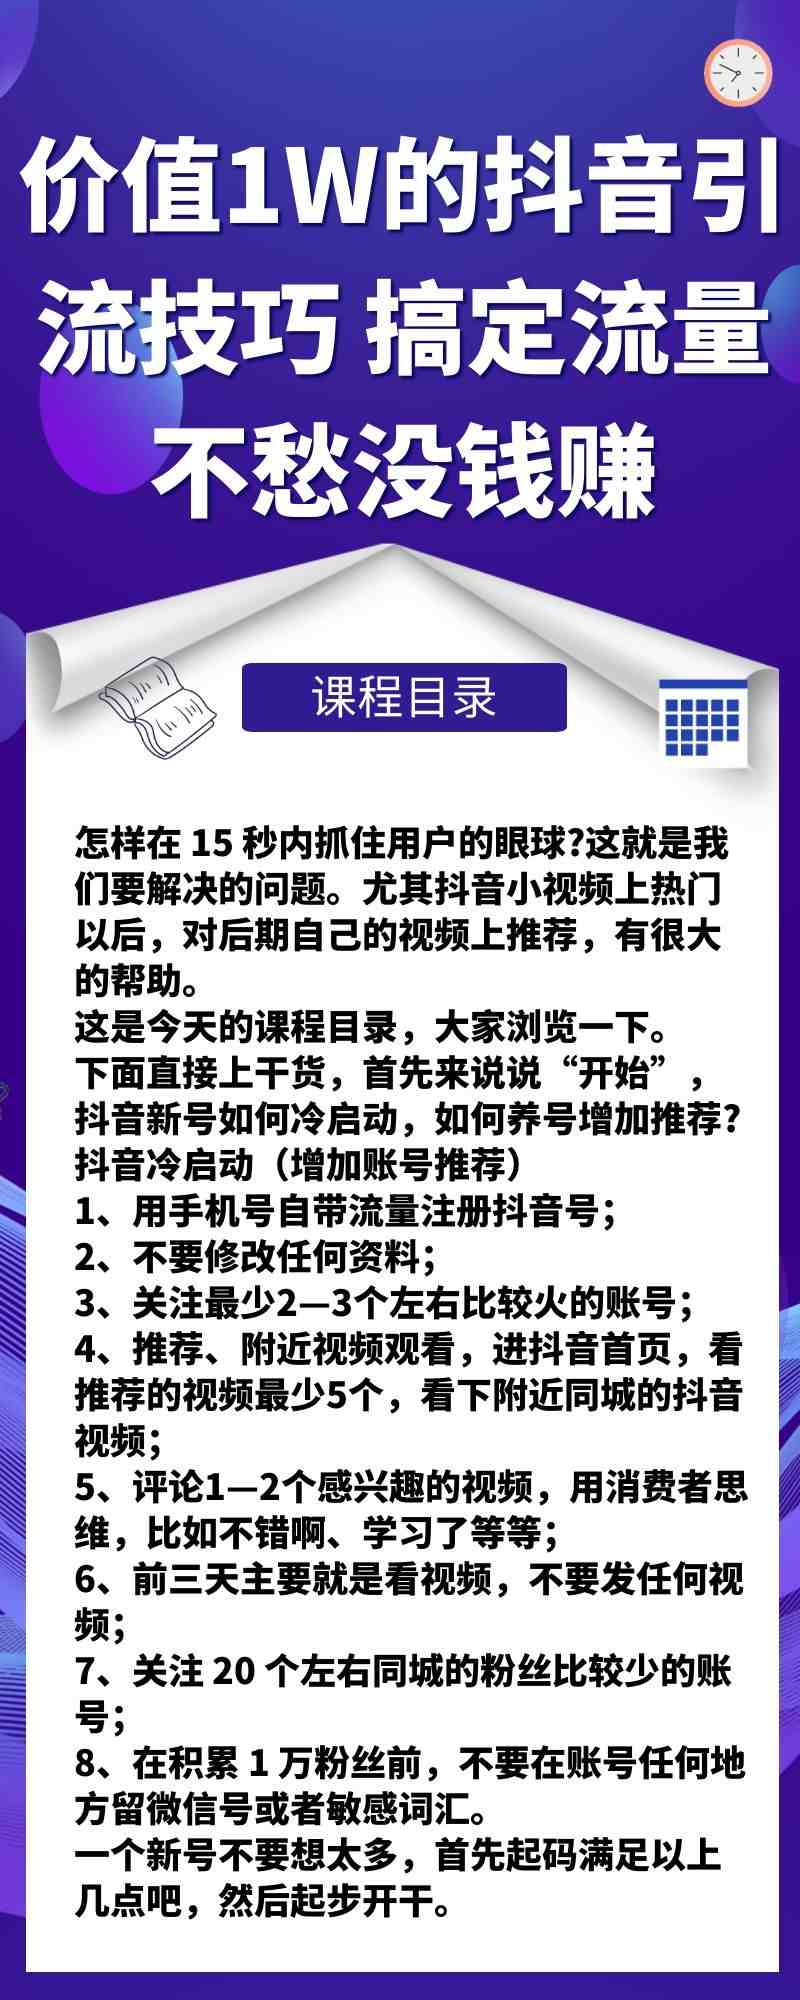 价值1W的抖音引
流技巧 搞定流量
不愁没钱赚
课程目录
怎样在 15 秒内抓住用户的眼球?这就是我
们要解决的问题。尤其抖音小视频上热门
以后，对后期自己的视频上推荐，有很大
的帮助。
这是今天的课程目录，大家浏览一下。
下面直接上干货，首先来说说“开始”，
抖音新号如何冷启动，如何养号增加推荐?
抖音冷启动（增加账号推荐）
1、用手机号自带流量注册抖音号；
2、不要修改任何资料；
3、关注最少2—3个左右比较火的账号；
4、推荐、附近视频观看，进抖音首页，看
推荐的视频最少5个，看下附近同城的抖音
视频；
5、评论1—2个感兴趣的视频，用消费者思
维，比如不错啊、学习了等等；
6、前三天主要就是看视频，不要发任何视
频；
7、关注 20 个左右同城的粉丝比较少的账
号；
8、在积累 1 万粉丝前，不要在账号任何地
方留微信号或者敏感词汇。
一个新号不要想太多，首先起码满足以上
几点吧，然后起步开干。